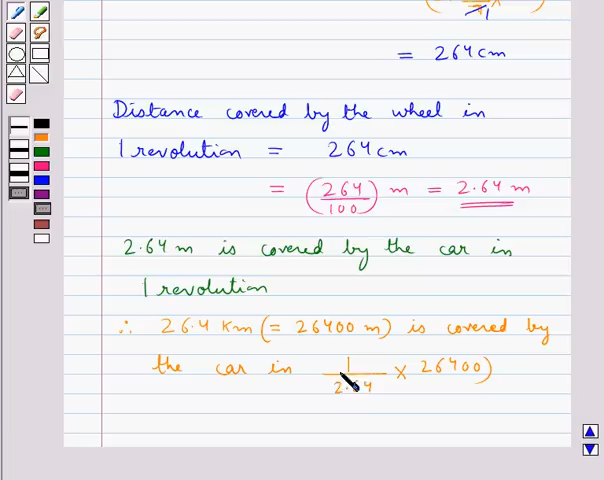 = 264 cm
Distance covered by the wheel in
1 revolution = 264 cm
= (264/100) m = 2.64 m
2.64 m is covered by the car in
1 revolution
∴ 26.4 Km (= 26400 m) is covered by
the car in 1/2.64 × 26400)